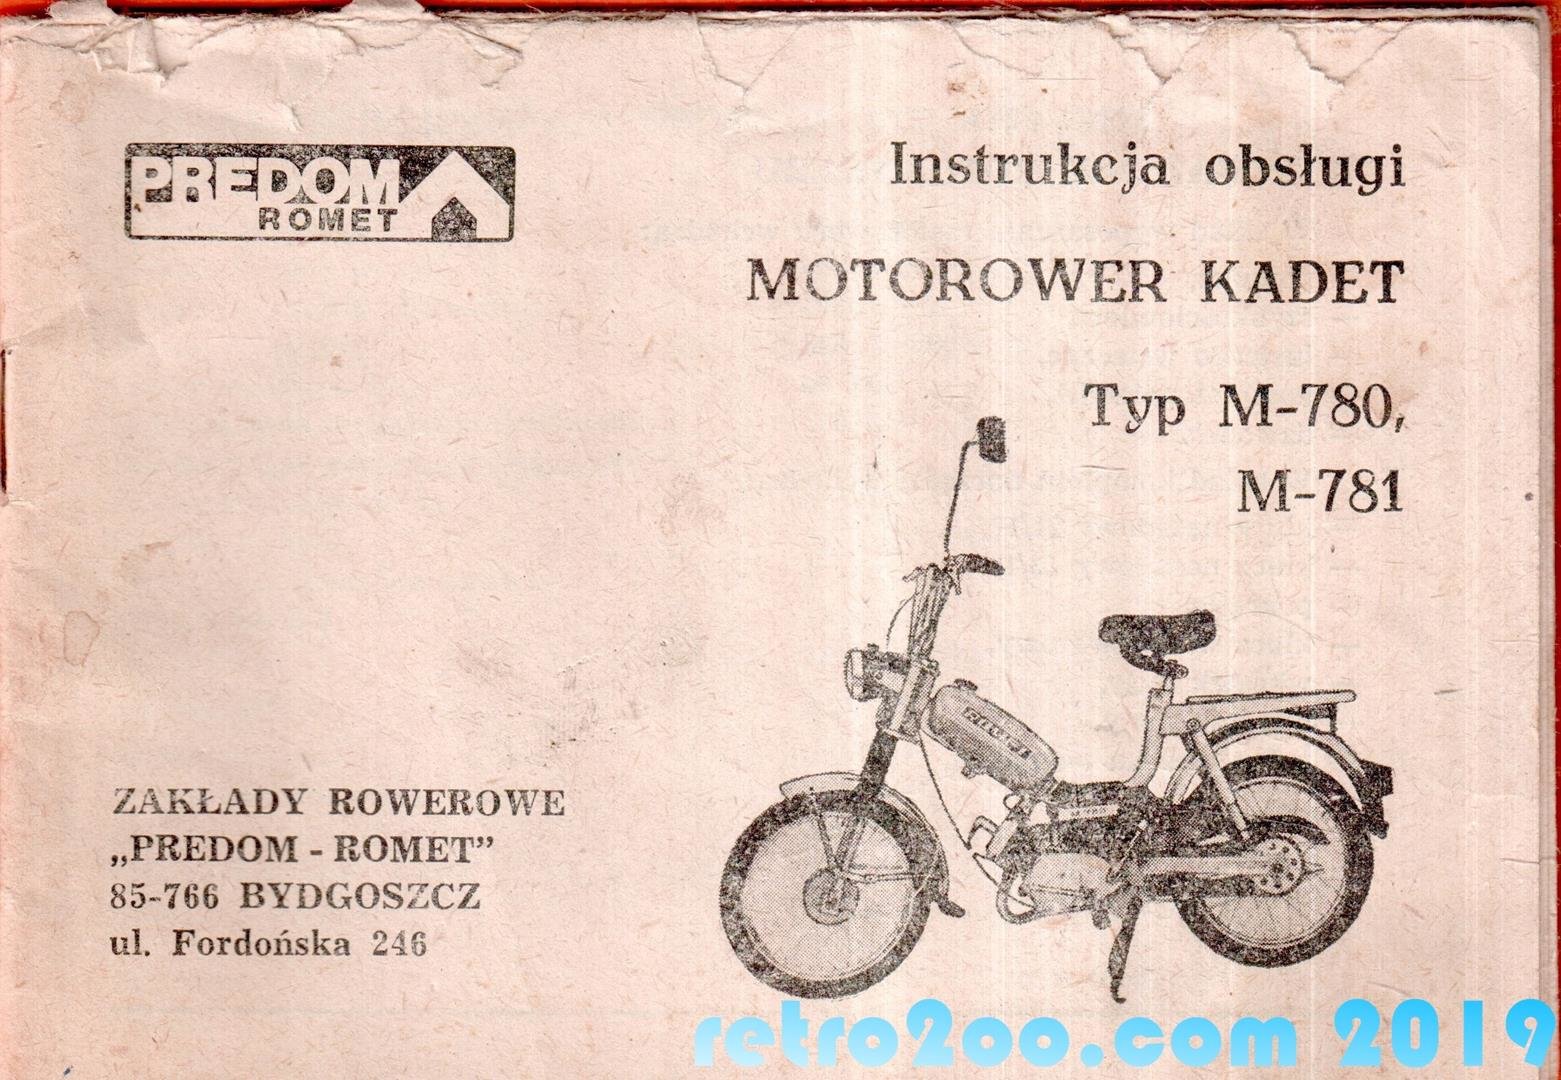 PREDOM
ROMET
Instrukcja obsługi
MOTOROWER KADET
Typ M-780,
M-781
ROMET
ZAKŁADY ROWEROWE
„PREDOM - ROMET”
85-766 BYDGOSZCZ
ul. Fordońska 246
retro2oo.com 2019